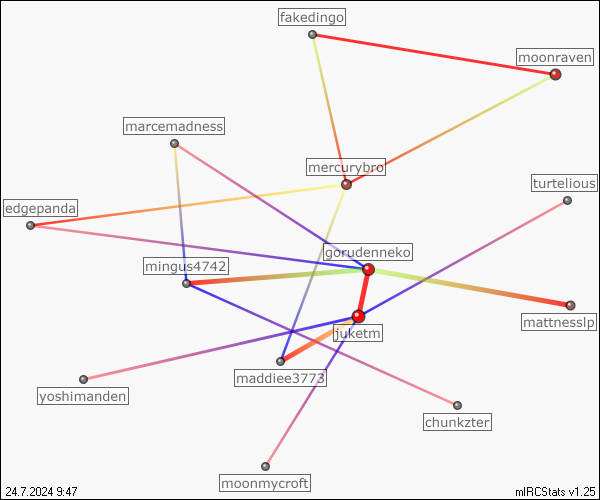 fakedingo
moonraven
marcemadness
mercurybro
turtelious
edgepanda
gorudenneko
mingus4742
mattnesslp
juketm
maddiee3773
yoshimanden
chunkzter
moonmycroft
24.7.2024 9:47
mIRCStats v1.25